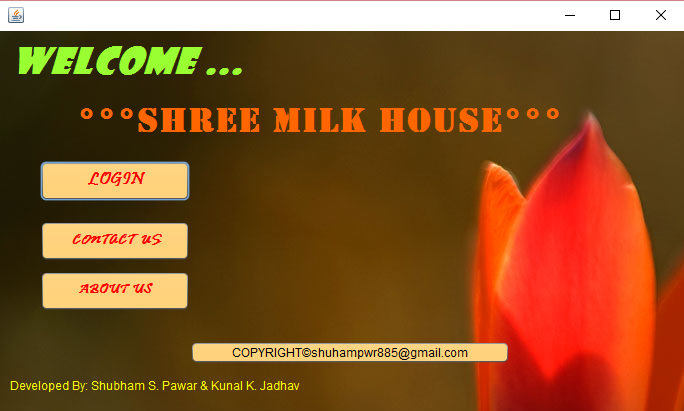 WELCOME ...
°°°SHREE MILK HOUSE°°°
LOGIN
CONTACT US
ABOUT US
COPYRIGHT©shuhampwr885@gmail.com
Developed By: Shubham S. Pawar & Kunal K. Jadhav